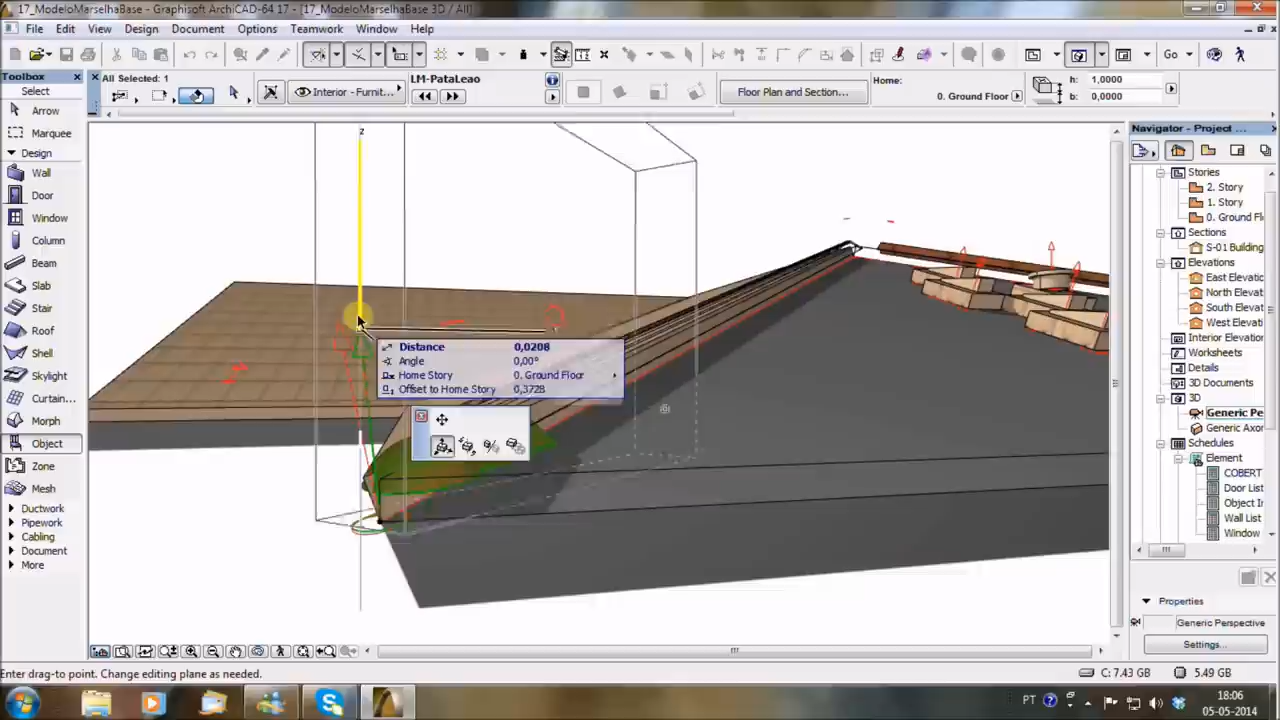 17_ModeloMarselhaBase - Graphisoft ArchiCAD-64 17 - [17_ModeloMarselhaBase 3D / All]
File Edit View Design Document Options Teamwork Window Help
Go
Toolbox
Select
Arrow
Marquee
Design
Wall
Door
Window
Column
Beam
Slab
Stair
Roof
Shell
Skylight
Curtain...
Morph
Object
Zone
Mesh
Ductwork
Pipework
Cabling
Document
More
All Selected: 1
Interior - Furnit...
LM-PataLeao
Floor Plan and Section...
Home:
0. Ground Floor
h: 1,0000
b: 0,0000
z
Distance 0,0208
Angle 0,00°
Home Story 0. Ground Floor
Offset to Home Story 0,3728
Navigator - Project ...
Stories
2. Story
1. Story
0. Ground Fl
Sections
S-01 Building
Elevations
East Elevatio
North Elevati
South Elevati
West Elevati
Interior Elevation
Worksheets
Details
3D Documents
3D
Generic Pe
Generic Axon
Schedules
Element
COBERT
Door List
Object In
Wall List
Window
Properties
Generic Perspective
Settings...
Enter drag-to point. Change editing plane as needed.
C: 7.43 GB
5.49 GB
PT
18:06
05-05-2014